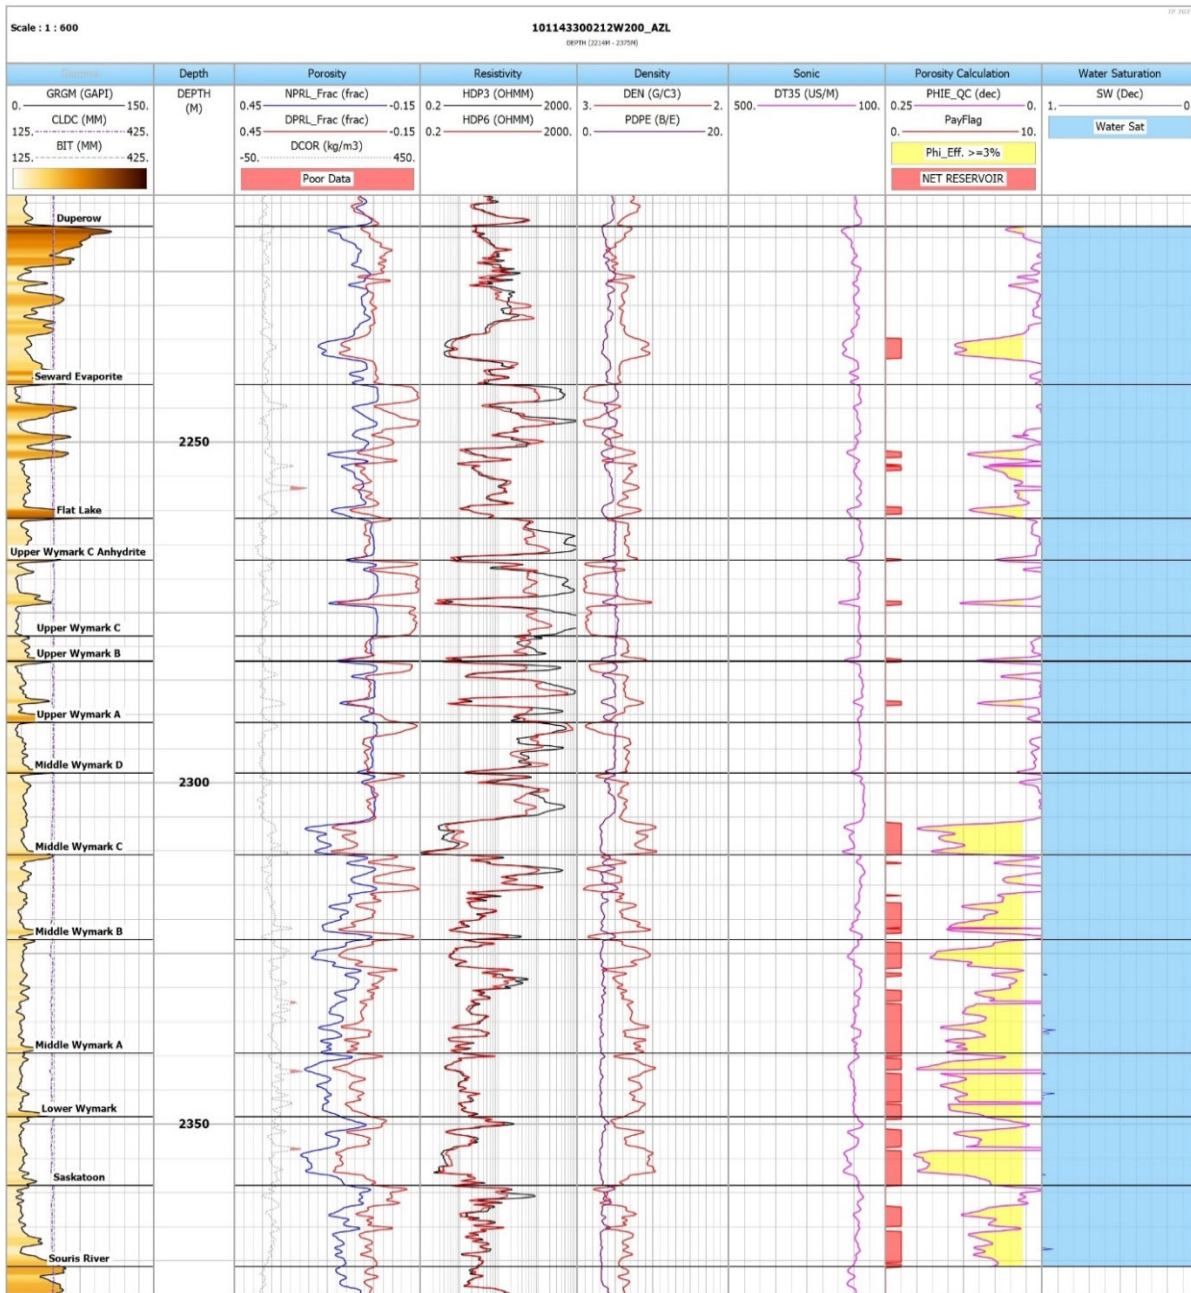 Scale : 1 : 600
101143300212W200_AZL
DEPTH (2214M - 2375M)
Depth Porosity Resistivity Density Sonic Porosity Calculation Water Saturation
GRGM (GAPI) DEPTH NPRL_Frac (frac) HDP3 (OHMM) DEN (G/C3) DT35 (US/M) PHIE_QC (dec) SW (Dec)
0. 150. (M) 0.45 -0.15 0.2 2000. 3. 2. 500. 100. 0.25 0. 1. 0.
CLDC (MM) DPRL_Frac (frac) HDP6 (OHMM) PDPE (B/E) PayFlag Water Sat
125. 425. 0.45 -0.15 0.2 2000. 0. 20. 0. 10.
BIT (MM) DCOR (kg/m3) Phi_Eff. >=3%
125. 425. -50. 450.
Poor Data NET RESERVOIR
Duperow
Seward Evaporite
2250
Flat Lake
Upper Wymark C Anhydrite
Upper Wymark C
Upper Wymark B
Upper Wymark A
Middle Wymark D
2300
Middle Wymark C
Middle Wymark B
Middle Wymark A
Lower Wymark
2350
Saskatoon
Souris River